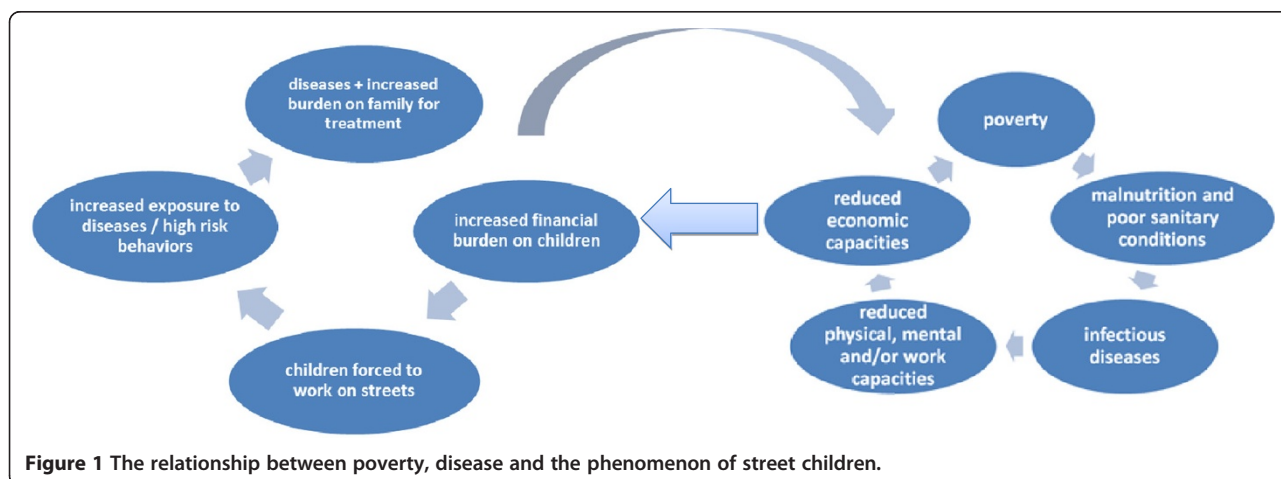 diseases + increased
burden on family for
treatment
poverty
increased exposure to
diseases / high risk
behaviors
increased financial
burden on children
reduced
economic
capacities
malnutrition and
poor sanitary
conditions
children forced to
work on streets
reduced
physical, mental
and/or work
capacities
infectious
diseases
Figure 1 The relationship between poverty, disease and the phenomenon of street children.